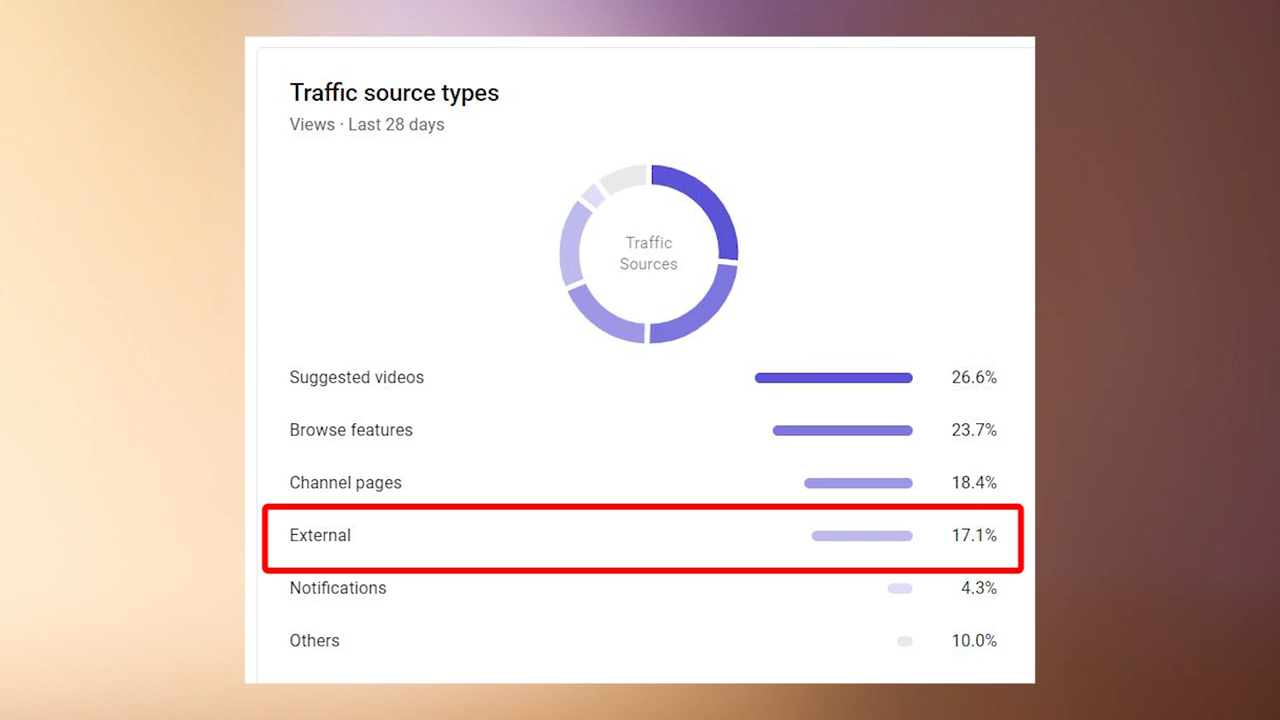 Traffic source types
Views · Last 28 days
Traffic
Sources
Suggested videos 26.6%
Browse features 23.7%
Channel pages 18.4%
External 17.1%
Notifications 4.3%
Others 10.0%